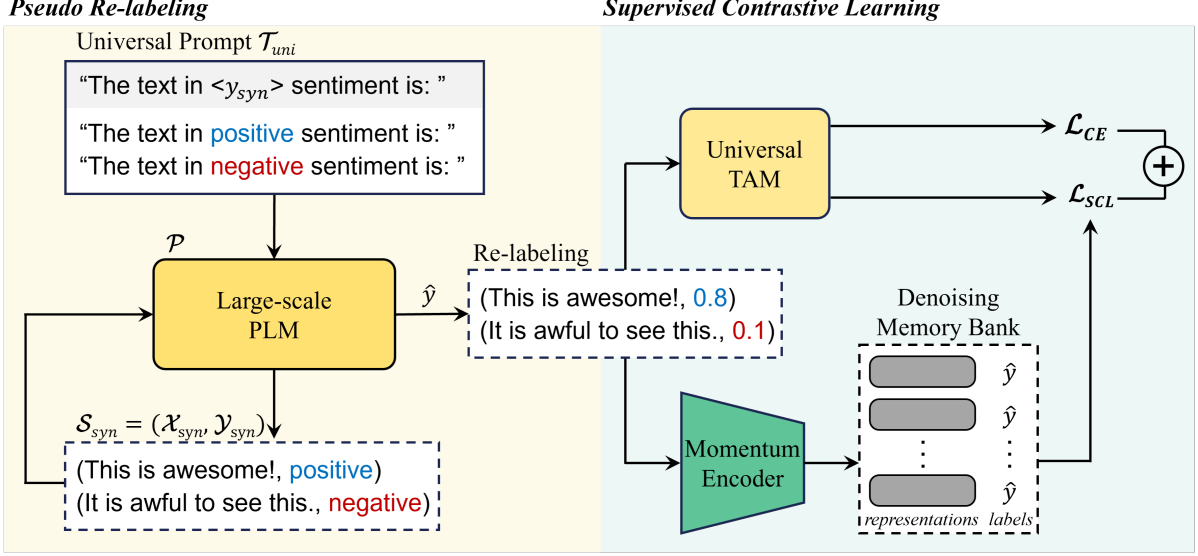 Pseudo Re-labeling
Universal Prompt 𝒯uni
“The text in <ysyn> sentiment is: ”
“The text in positive sentiment is: ”
“The text in negative sentiment is: ”
𝒫
Large-scale
PLM
ŷ
𝒮syn = (𝒳syn, 𝒴syn)
(This is awesome!, positive)
(It is awful to see this., negative)
Re-labeling
(This is awesome!, 0.8)
(It is awful to see this., 0.1)
Supervised Contrastive Learning
Universal
TAM
ℒCE
+
ℒSCL
Momentum
Encoder
Denoising
Memory Bank
ŷ
ŷ
⋮ ⋮
ŷ
representations labels